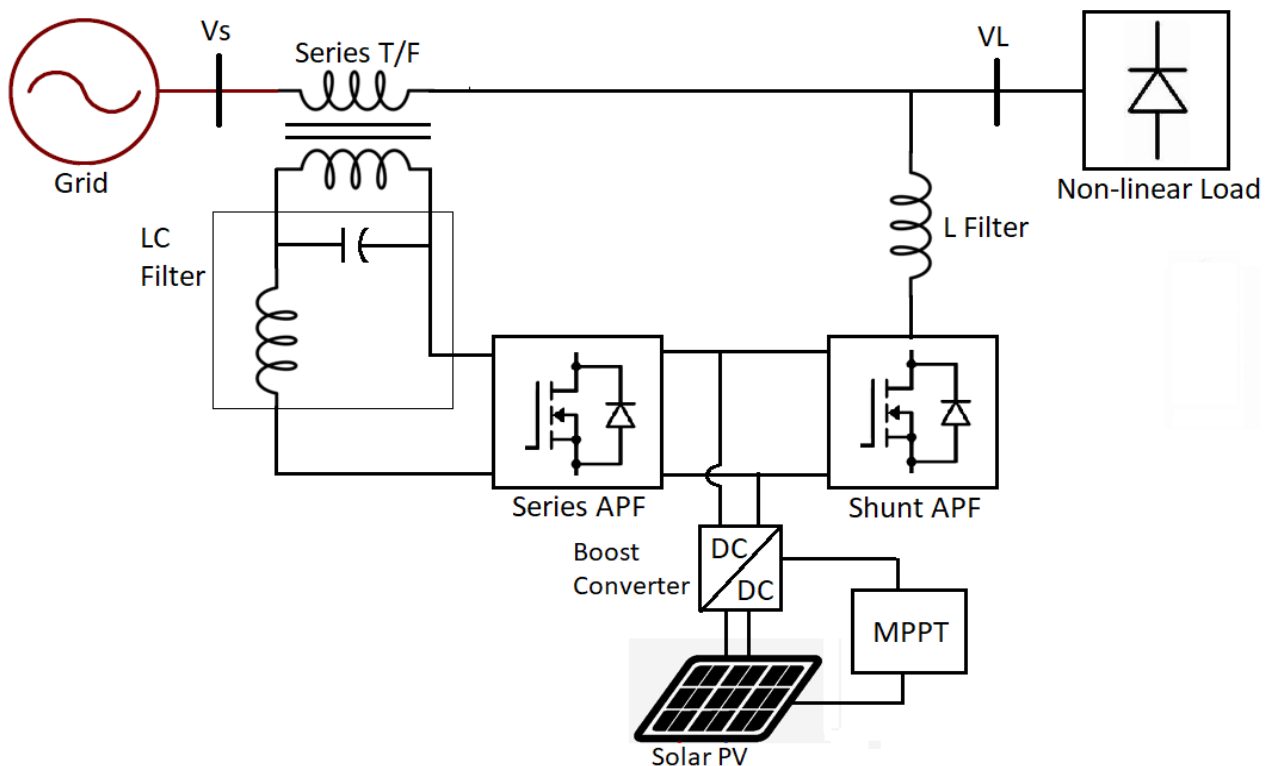 Vs
Series T/F
VL
Grid
Non-linear Load
LC
Filter
L Filter
Series APF
Shunt APF
Boost
Converter
DC
DC
MPPT
Solar PV